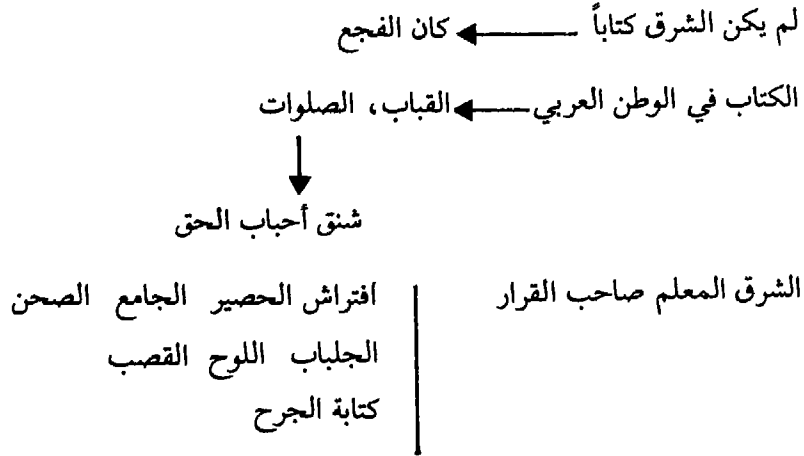 لم يكن الشرق كتاباً ← كان الفجع
الكتاب في الوطن العربي ← القباب، الصلوات
↓
شنق أحباب الحق
الشرق المعلم صاحب القرار | افتراش الحصير الجامع الصحن
الجلباب اللوح القصب
كتابة الجرح